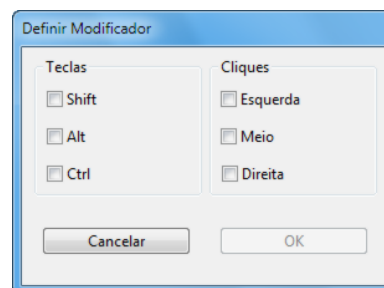 Definir Modificador
Teclas
Cliques
Shift
Esquerda
Alt
Meio
Ctrl
Direita
Cancelar
OK